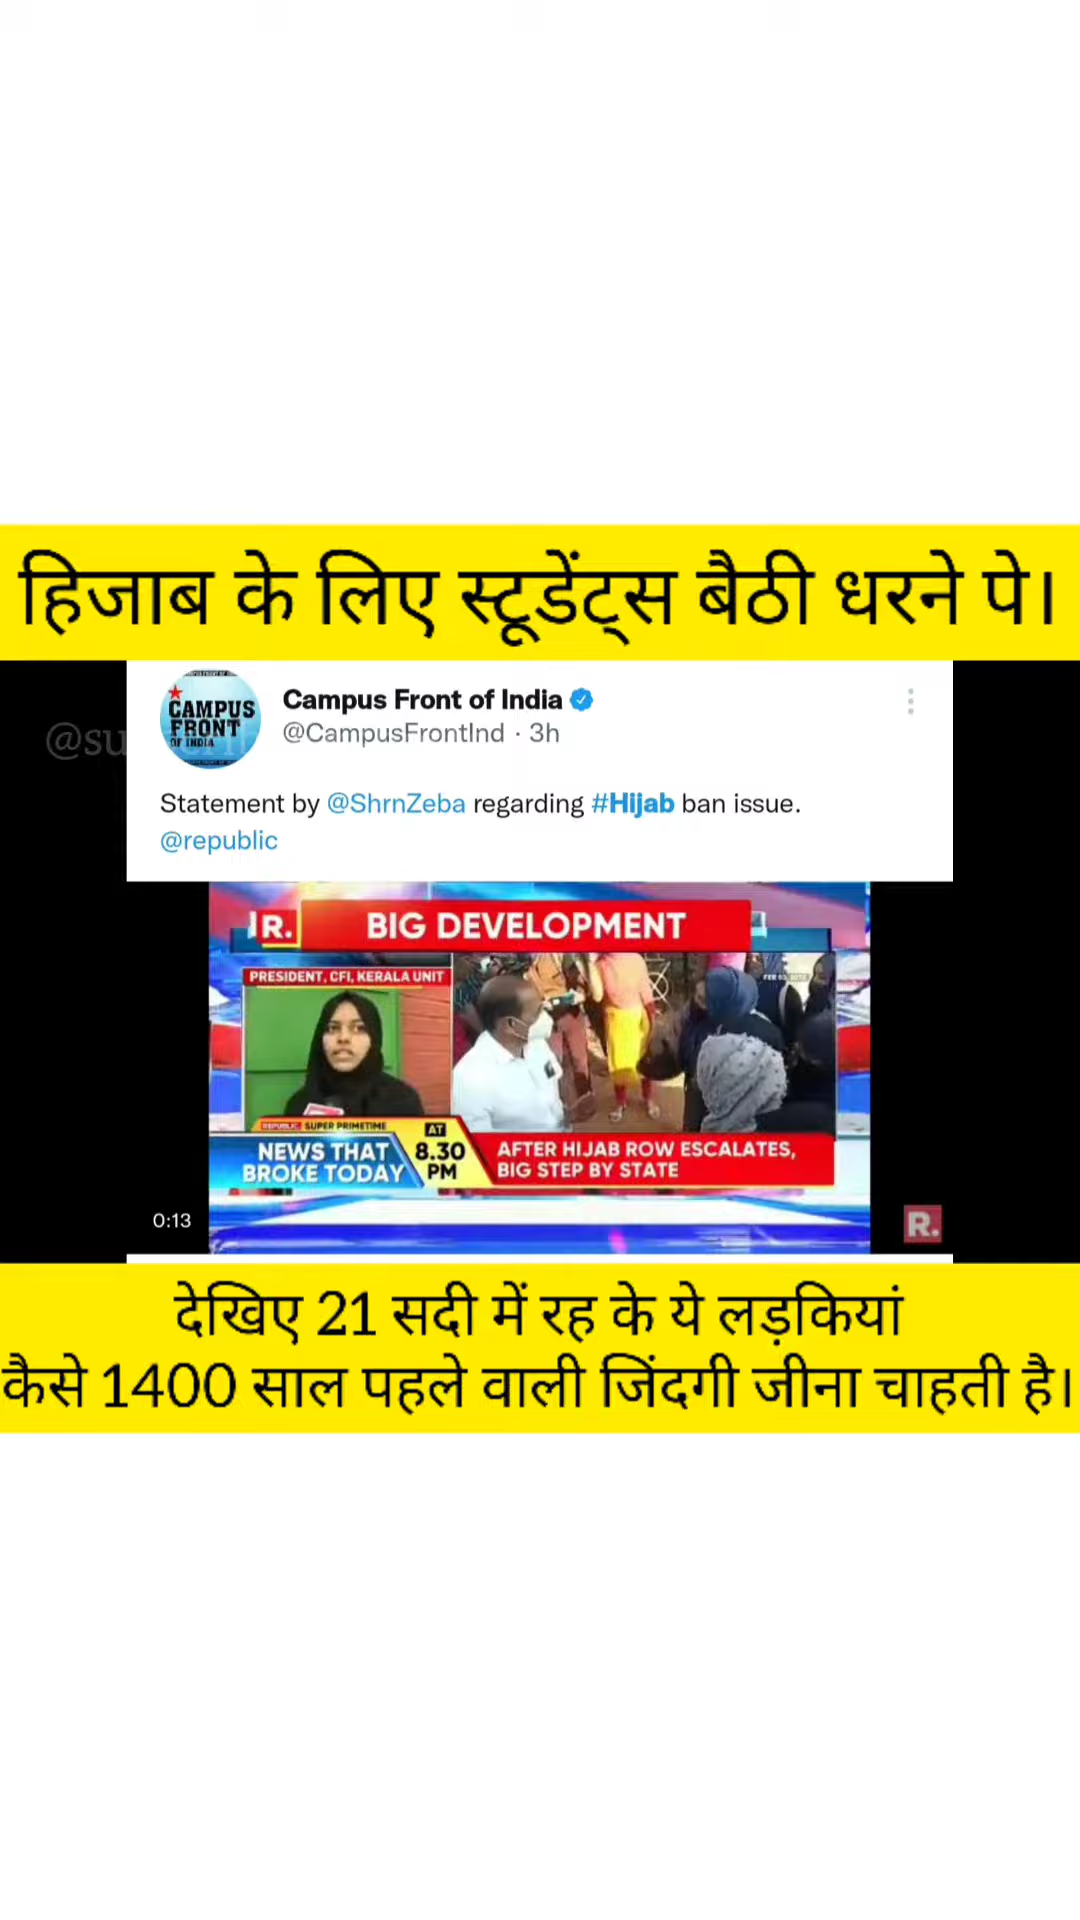 हिजाब के लिए स्टूडेंट्स बैठी धरने पे।
CAMPUS
FRONT
OF INDIA
Campus Front of India
@CampusFrontInd · 3h
@su
Statement by @ShrnZeba regarding #Hijab ban issue.
@republic
R. BIG DEVELOPMENT
PRESIDENT, CFI, KERALA UNIT
REPUBLIC SUPER PRIMETIME
NEWS THAT
BROKE TODAY
AT
8.30
PM
AFTER HIJAB ROW ESCALATES,
BIG STEP BY STATE
0:13
R.
देखिए 21 सदी में रह के ये लड़कियां
कैसे 1400 साल पहले वाली जिंदगी जीना चाहती है।